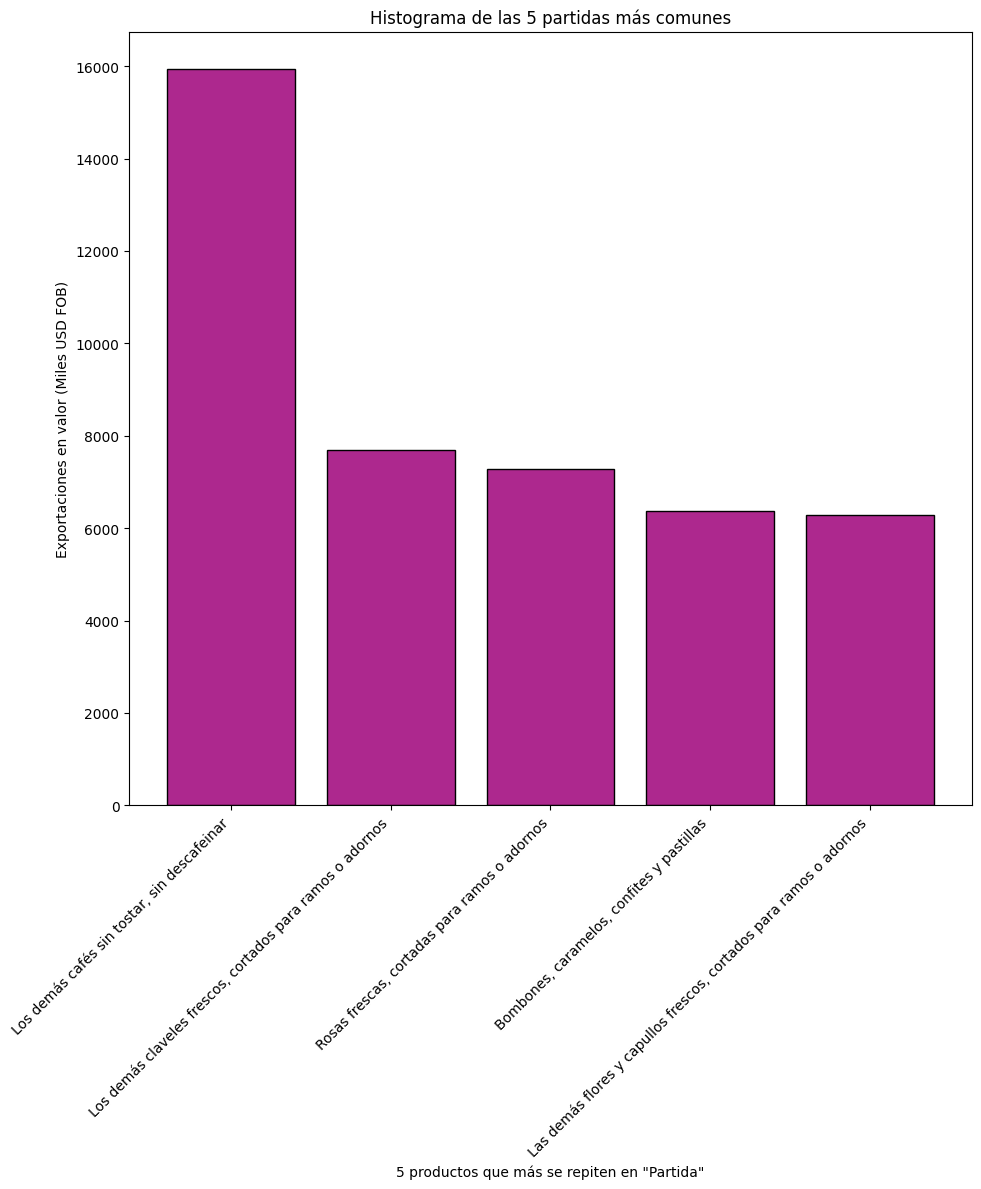 Histograma de las 5 partidas más comunes
Exportaciones en valor (Miles USD FOB)
16000
14000
12000
10000
8000
6000
4000
2000
0
Los demás cafés sin tostar, sin descafeinar
Los demás claveles frescos, cortados para ramos o adornos
Rosas frescas, cortadas para ramos o adornos
Bombones, caramelos, confites y pastillas
Las demás flores y capullos frescos, cortados para ramos o adornos
5 productos que más se repiten en "Partida"